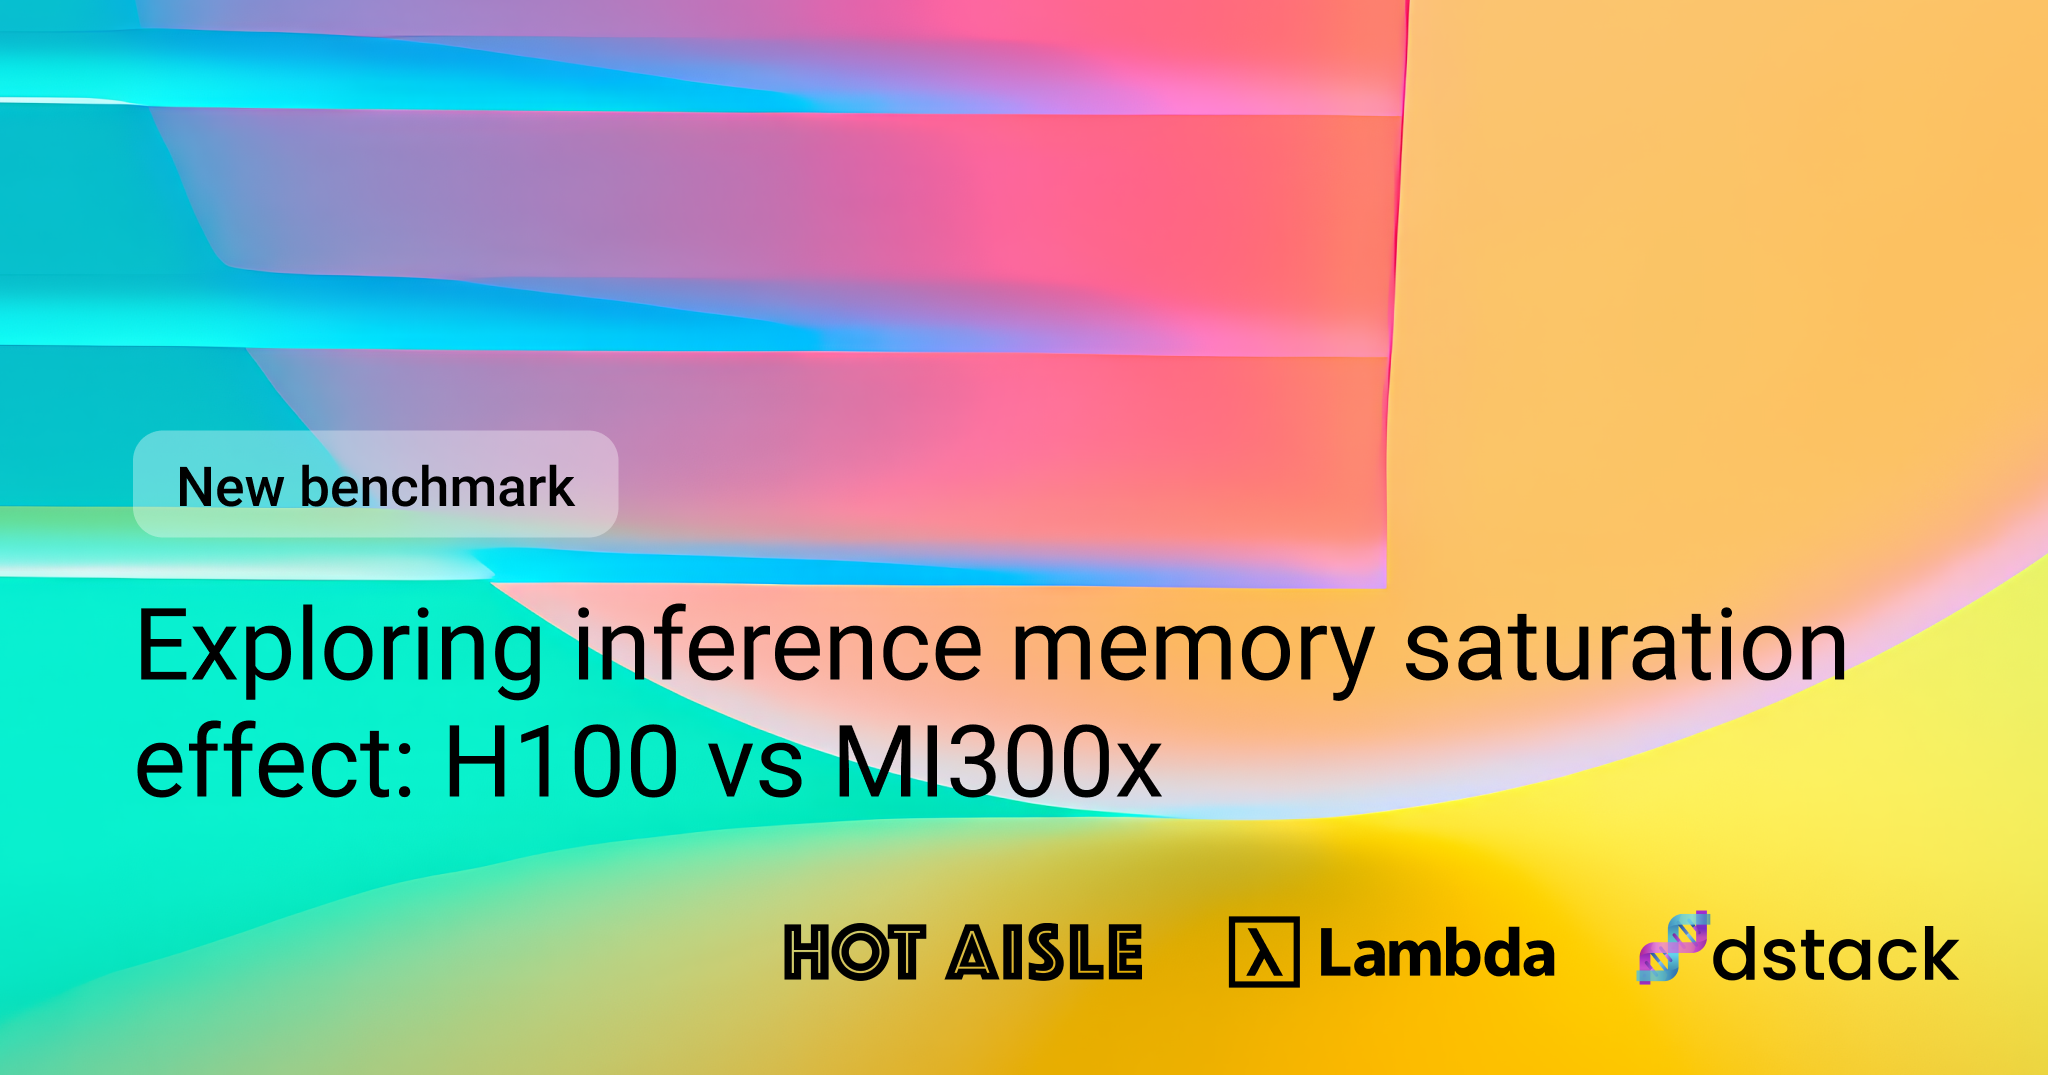 New benchmark
Exploring inference memory saturation
effect: H100 vs MI300x
HOT AISLE
λ Lambda
dstack